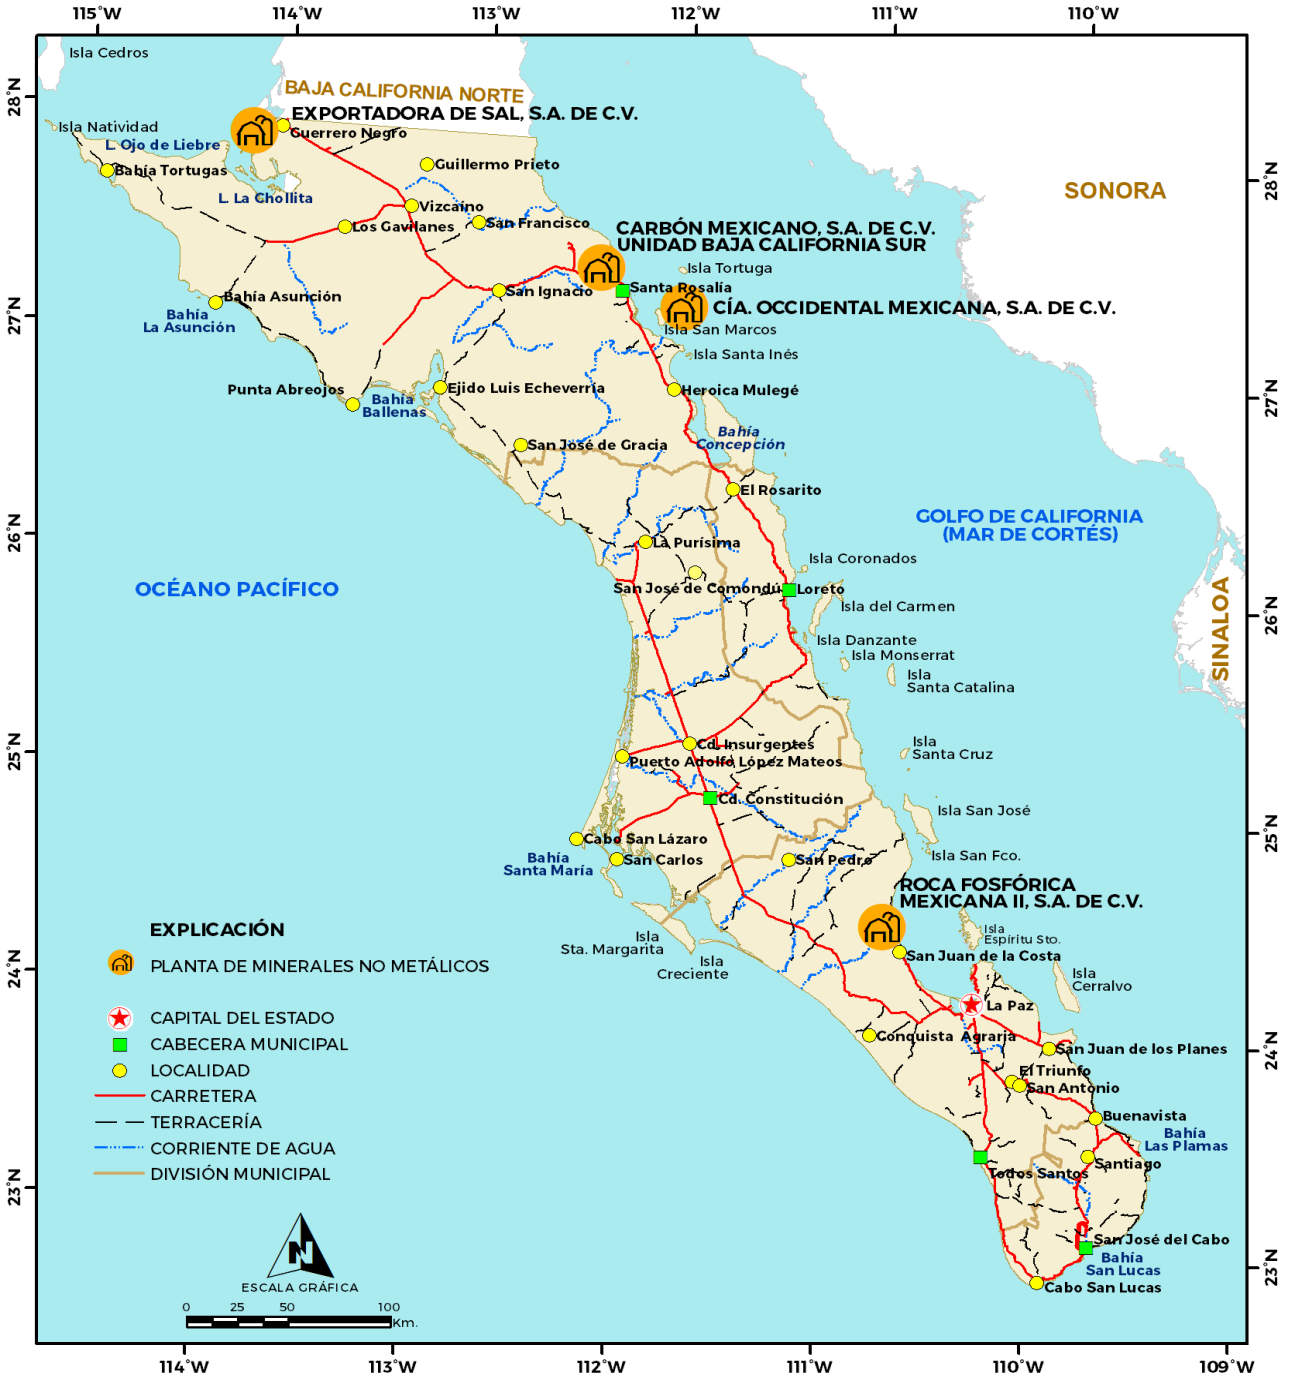 115°W 114°W 113°W 112°W 111°W 110°W
Isla Cedros
28°N
BAJA CALIFORNIA NORTE
EXPORTADORA DE SAL, S.A. DE C.V.
Guerrero Negro
Isla Natividad
L. Ojo de Liebre
Bahía Tortugas
Guillermo Prieto
28°N
SONORA
L. La Chollita
Vizcaíno
Los Gavilanes
San Francisco
CARBÓN MEXICANO, S.A. DE C.V.
UNIDAD BAJA CALIFORNIA SUR
Isla Tortuga
Santa Rosalía
San Ignacio
Bahía Asunción
CÍA. OCCIDENTAL MEXICANA, S.A. DE C.V.
27°N
Bahía
La Asunción
Isla San Marcos
Isla Santa Inés
Punta Abreojos
Ejido Luis Echeverría
Heroica Mulegé
27°N
Bahía
Ballenas
Bahía
Concepción
San José de Gracia
El Rosarito
GOLFO DE CALIFORNIA
(MAR DE CORTÉS)
26°N
La Purísima
Isla Coronados
OCÉANO PACÍFICO
San José de Comondú
Loreto
Isla del Carmen
26°N
SINALOA
Isla Danzante
Isla Monserrat
Isla
Santa Catalina
25°N
Cd. Insurgentes
Isla
Santa Cruz
Puerto Adolfo López Mateos
Cd. Constitución
Isla San José
25°N
Cabo San Lázaro
Bahía
Santa María
San Carlos
San Pedro
Isla San Fco.
ROCA FOSFÓRICA
MEXICANA II, S.A. DE C.V.
Isla
Espíritu Sto.
Isla
Sta. Margarita
Isla
Creciente
San Juan de la Costa
24°N
Isla
Cerralvo
La Paz
Conquista Agraria
San Juan de los Planes
24°N
El Triunfo
San Antonio
Buenavista
Bahía
Las Plamas
Santiago
Todos Santos
23°N
San José del Cabo
Bahía
San Lucas
23°N
Cabo San Lucas
EXPLICACIÓN
PLANTA DE MINERALES NO METÁLICOS
CAPITAL DEL ESTADO
CABECERA MUNICIPAL
LOCALIDAD
CARRETERA
TERRACERÍA
CORRIENTE DE AGUA
DIVISIÓN MUNICIPAL
N
ESCALA GRÁFICA
0 25 50 100
Km.
114°W 113°W 112°W 111°W 110°W 109°W